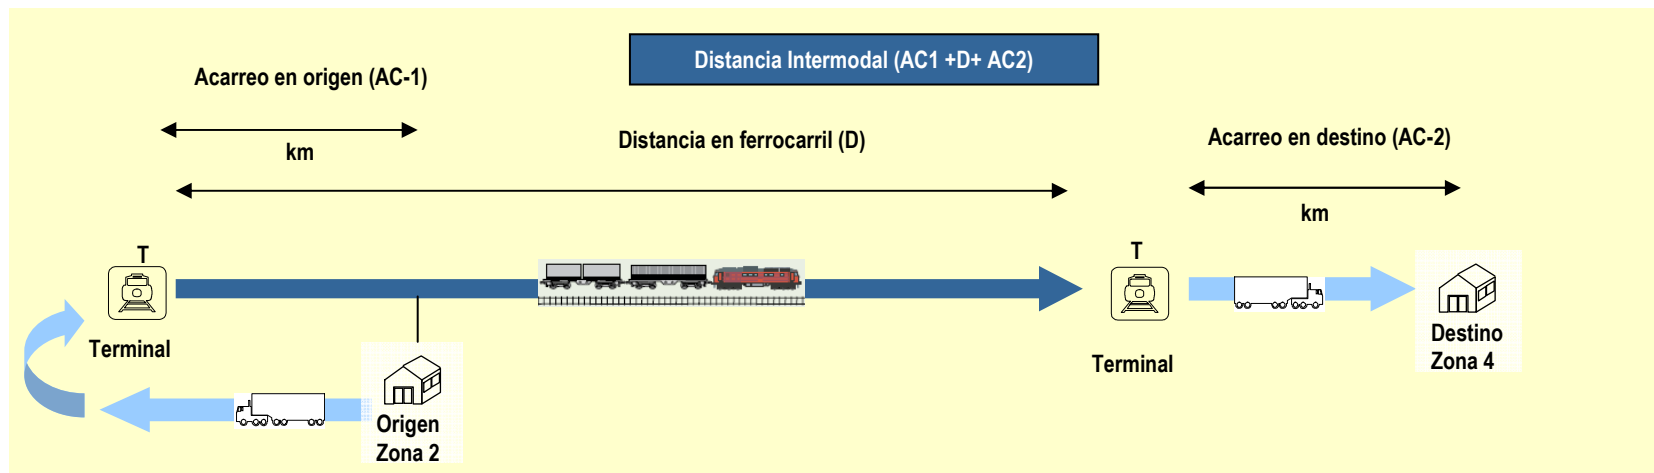 Distancia Intermodal (AC1 +D+ AC2)
Acarreo en origen (AC-1)
km
Distancia en ferrocarril (D)
Acarreo en destino (AC-2)
km
T
Terminal
T
Terminal
Origen
Zona 2
Destino
Zona 4